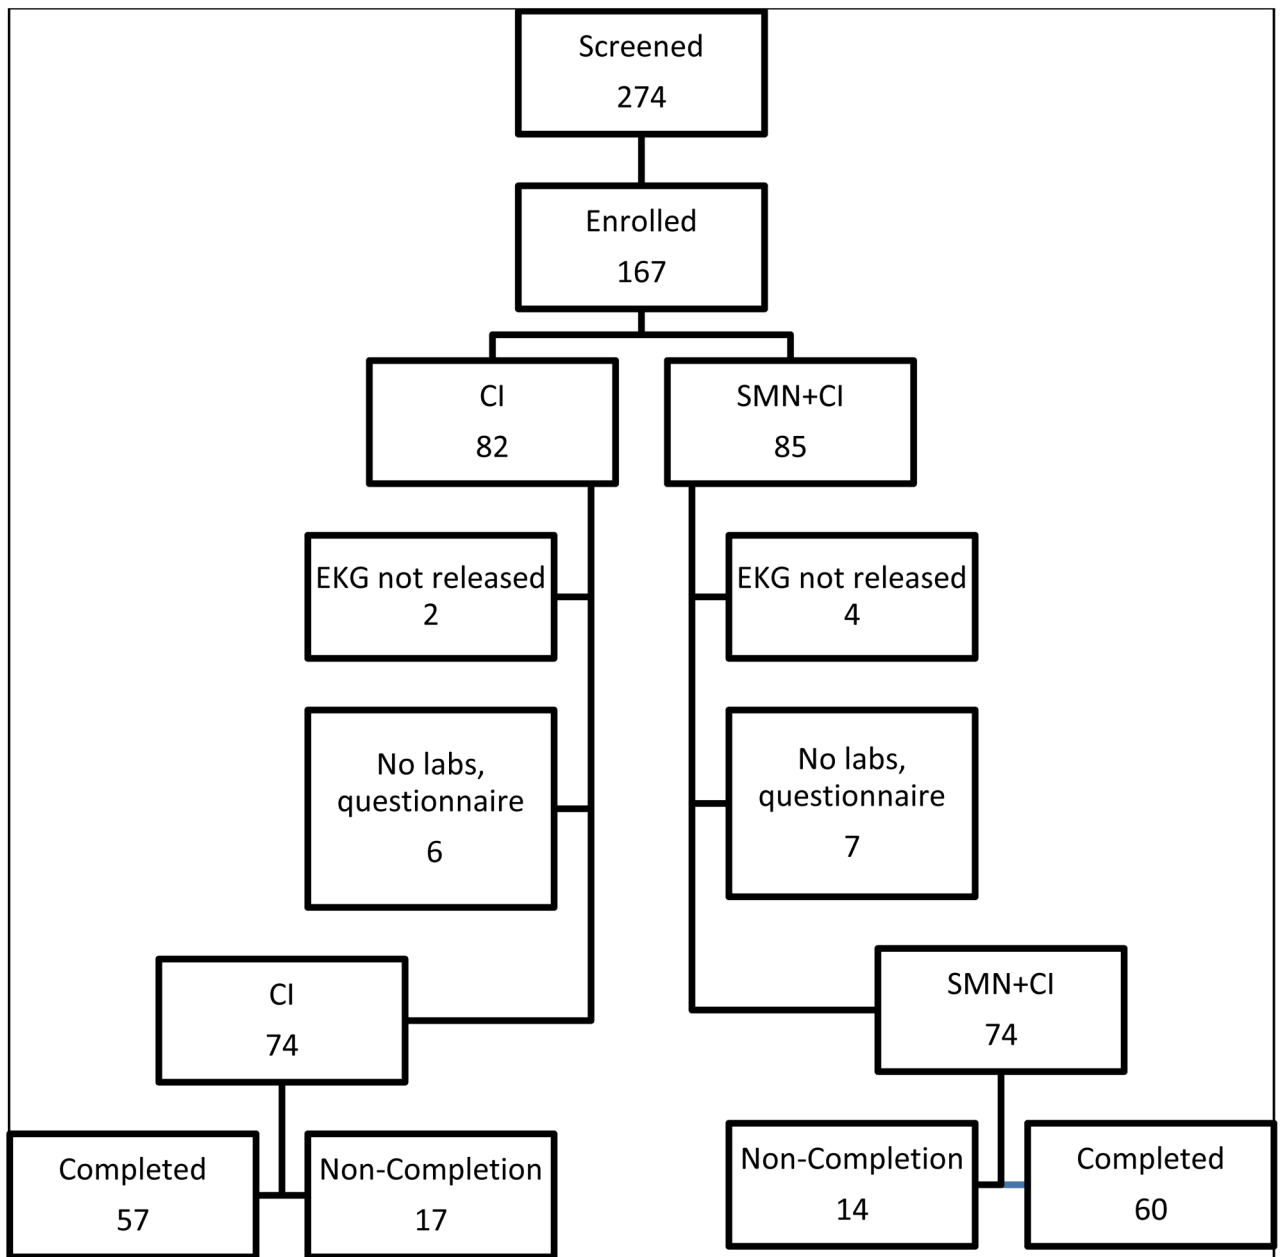 Screened
274
Enrolled
167
CI
82
SMN+CI
85
EKG not released
2
EKG not released
4
No labs,
questionnaire
6
No labs,
questionnaire
7
CI
74
SMN+CI
74
Completed
57
Non-Completion
17
Non-Completion
14
Completed
60